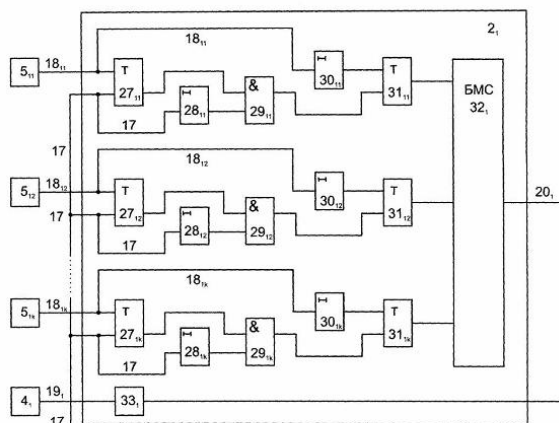 2₁
18₁₁
5₁₁
18₁₁
T
27₁₁
17
28₁₁
&
29₁₁
30₁₁
T
31₁₁
БМС
32₁
17
18₁₂
5₁₂
18₁₂
T
27₁₂
17
17
28₁₂
&
29₁₂
30₁₂
T
31₁₂
20₁
18₁ₖ
5₁ₖ
18₁ₖ
T
27₁ₖ
17
28₁ₖ
&
29₁ₖ
30₁ₖ
T
31₁ₖ
4₁
19₁
33₁
17